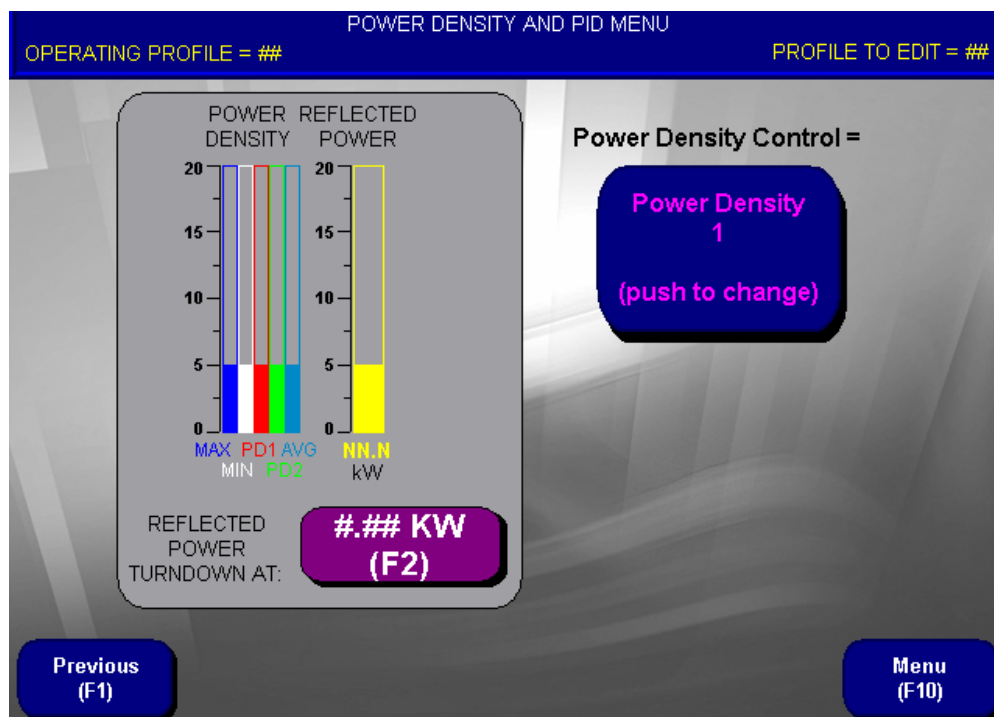 POWER DENSITY AND PID MENU
OPERATING PROFILE = ##
PROFILE TO EDIT = ##
POWER DENSITY
REFLECTED POWER
20
15
10
5
0
20
15
10
5
0
MAX PD1 AVG
MIN PD2
NN.N
kW
REFLECTED
POWER
TURNDOWN AT:
#.## KW
(F2)
Power Density Control =
Power Density
1
(push to change)
Previous
(F1)
Menu
(F10)